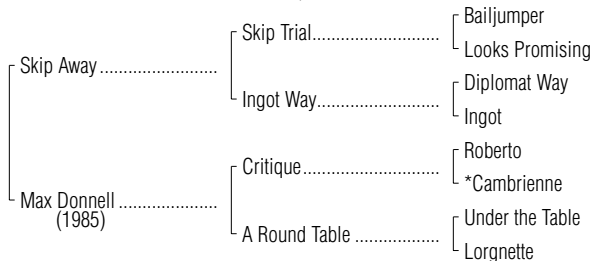 Bailjumper
Skip Trial....................................
Looks Promising
Skip Away ..........................
Diplomat Way
Ingot Way..................................
Ingot
Roberto
Critique.....................................
*Cambrienne
Max Donnell .....................
(1985)
Under the Table
A Round Table ..................
Lorgnette